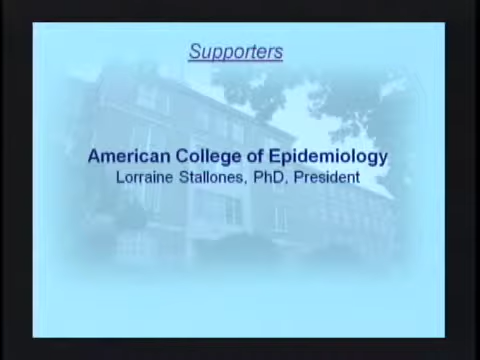 Supporters
American College of Epidemiology
Lorraine Stallones, PhD, President